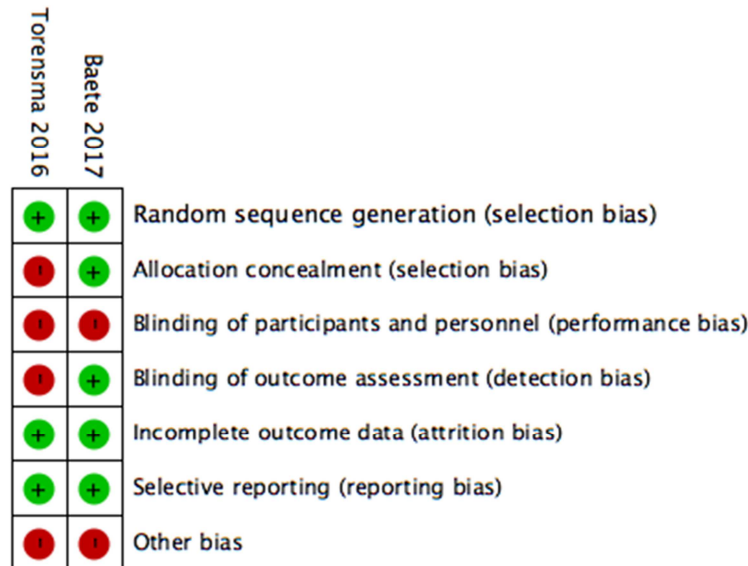 Torensma 2016
Baete 2017
+ + Random sequence generation (selection bias)
- + Allocation concealment (selection bias)
- - Blinding of participants and personnel (performance bias)
- + Blinding of outcome assessment (detection bias)
+ + Incomplete outcome data (attrition bias)
+ + Selective reporting (reporting bias)
- - Other bias